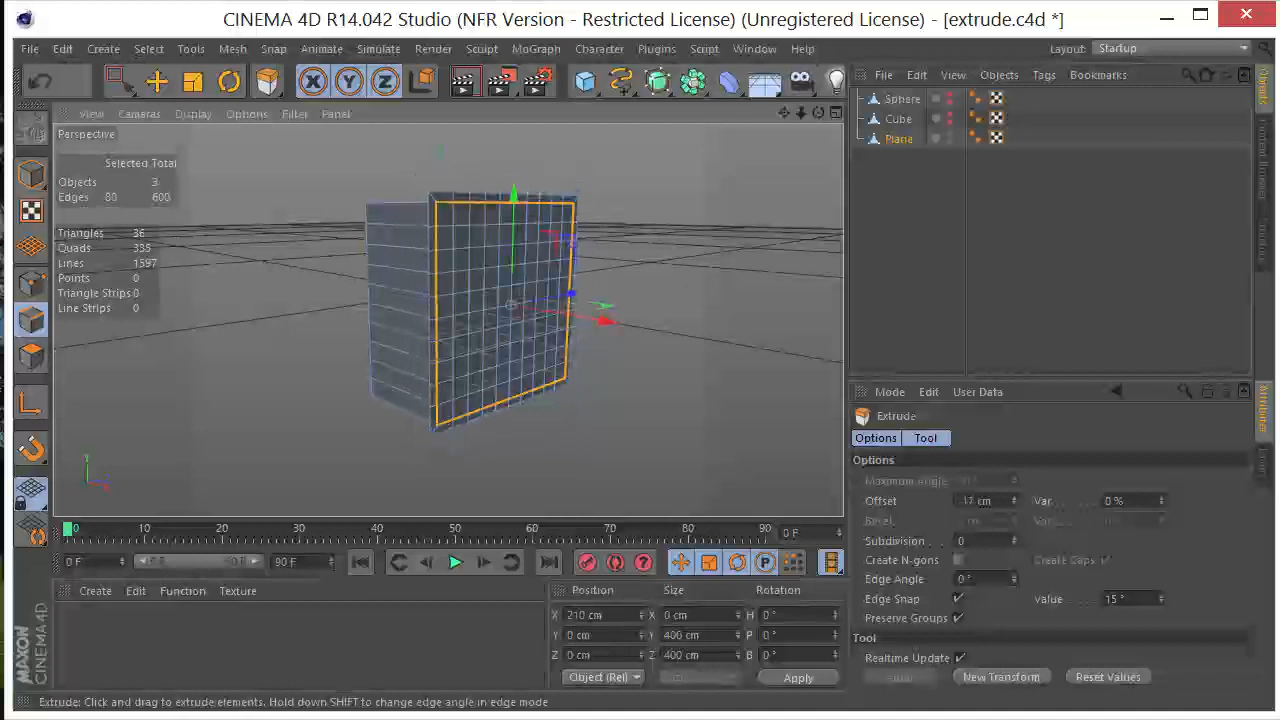 CINEMA 4D R14.042 Studio (NFR Version - Restricted License) (Unregistered License) - [extrude.c4d *]
File Edit Create Select Tools Mesh Snap Animate Simulate Render Sculpt MoGraph Character Plugins Script Window Help Layout: Startup
X Y Z
File Edit View Objects Tags Bookmarks
Objects
View Cameras Display Options Filter Panel
Sphere
Cube
Plane
Perspective
Selected Total
Objects 3
Edges 80 600
Triangles 36
Quads 335
Lines 1597
Points 0
Triangle Strips 0
Line Strips 0
Y
Mode Edit User Data
Attributes
Extrude
Options Tool
Options
Maximum Angle
Offset -17 cm Var. 0 %
Bevel
Subdivision 0
Create N-gons Create Caps
Edge Angle 0 °
Edge Snap Value 15 °
Preserve Groups
Tool
Realtime Update
New Transform Reset Values
0 10 20 30 40 50 60 70 80 90 0 F
0 F 90 F
P
Create Edit Function Texture
Position Size Rotation
X 210 cm X 0 cm H 0 °
Y 0 cm Y 400 cm P 0 °
Z 0 cm Z 400 cm B 0 °
Object (Rel) Apply
MAXON
CINEMA 4D
Extrude: Click and drag to extrude elements. Hold down SHIFT to change edge angle in edge mode